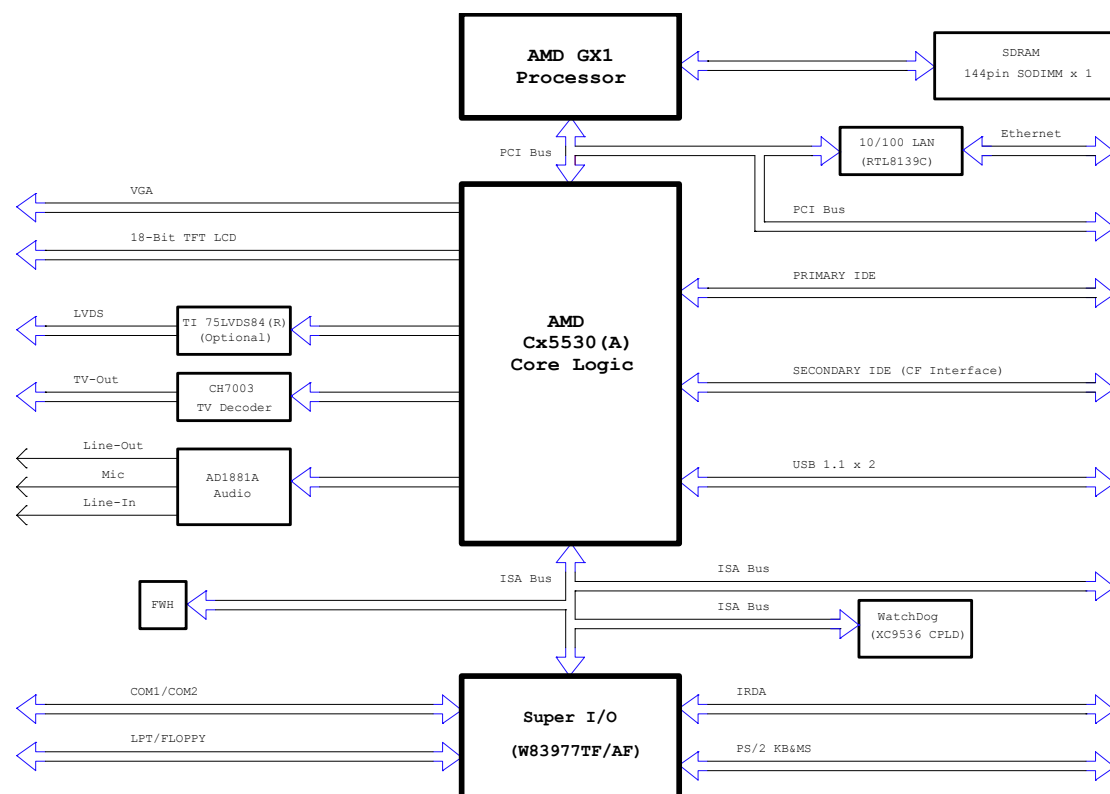 AMD GX1
Processor
SDRAM
144pin SODIMM x 1
PCI Bus
10/100 LAN
(RTL8139C)
Ethernet
PCI Bus
VGA
18-Bit TFT LCD
LVDS
TI 75LVDS84(R)
(Optional)
TV-Out
CH7003
TV Decoder
Line-Out
Mic
Line-In
AD1881A
Audio
AMD
Cx5530(A)
Core Logic
PRIMARY IDE
SECONDARY IDE (CF Interface)
USB 1.1 x 2
ISA Bus
ISA Bus
FWH
ISA Bus
WatchDog
(XC9536 CPLD)
COM1/COM2
LPT/FLOPPY
Super I/O
(W83977TF/AF)
IRDA
PS/2 KB&MS